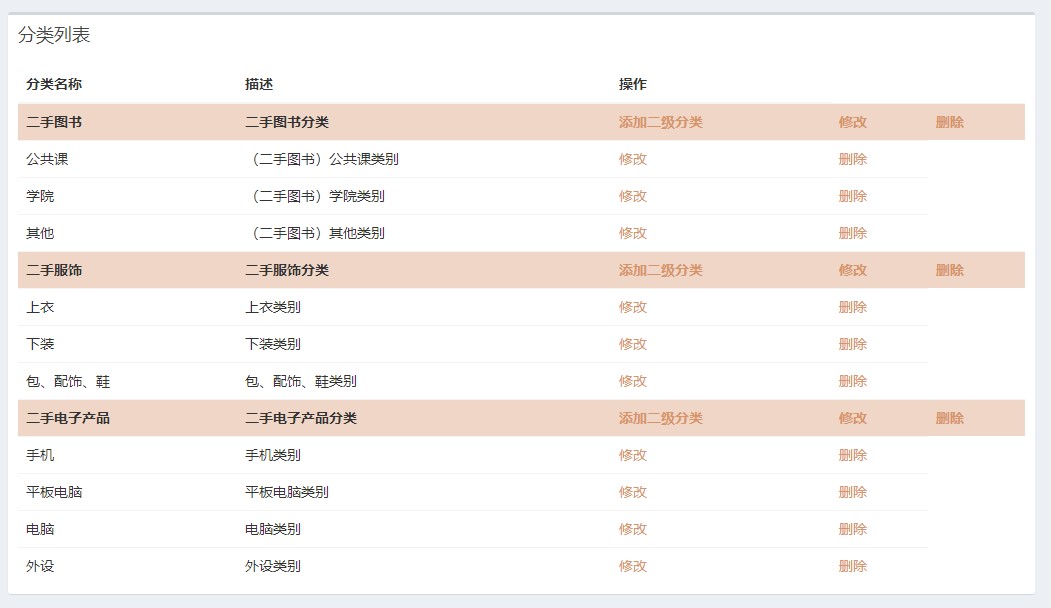 分类列表
分类名称 描述 操作
二手图书 二手图书分类 添加二级分类 修改 删除
公共课 （二手图书）公共课类别 修改 删除
学院 （二手图书）学院类别 修改 删除
其他 （二手图书）其他类别 修改 删除
二手服饰 二手服饰分类 添加二级分类 修改 删除
上衣 上衣类别 修改 删除
下装 下装类别 修改 删除
包、配饰、鞋 包、配饰、鞋类别 修改 删除
二手电子产品 二手电子产品分类 添加二级分类 修改 删除
手机 手机类别 修改 删除
平板电脑 平板电脑类别 修改 删除
电脑 电脑类别 修改 删除
外设 外设类别 修改 删除